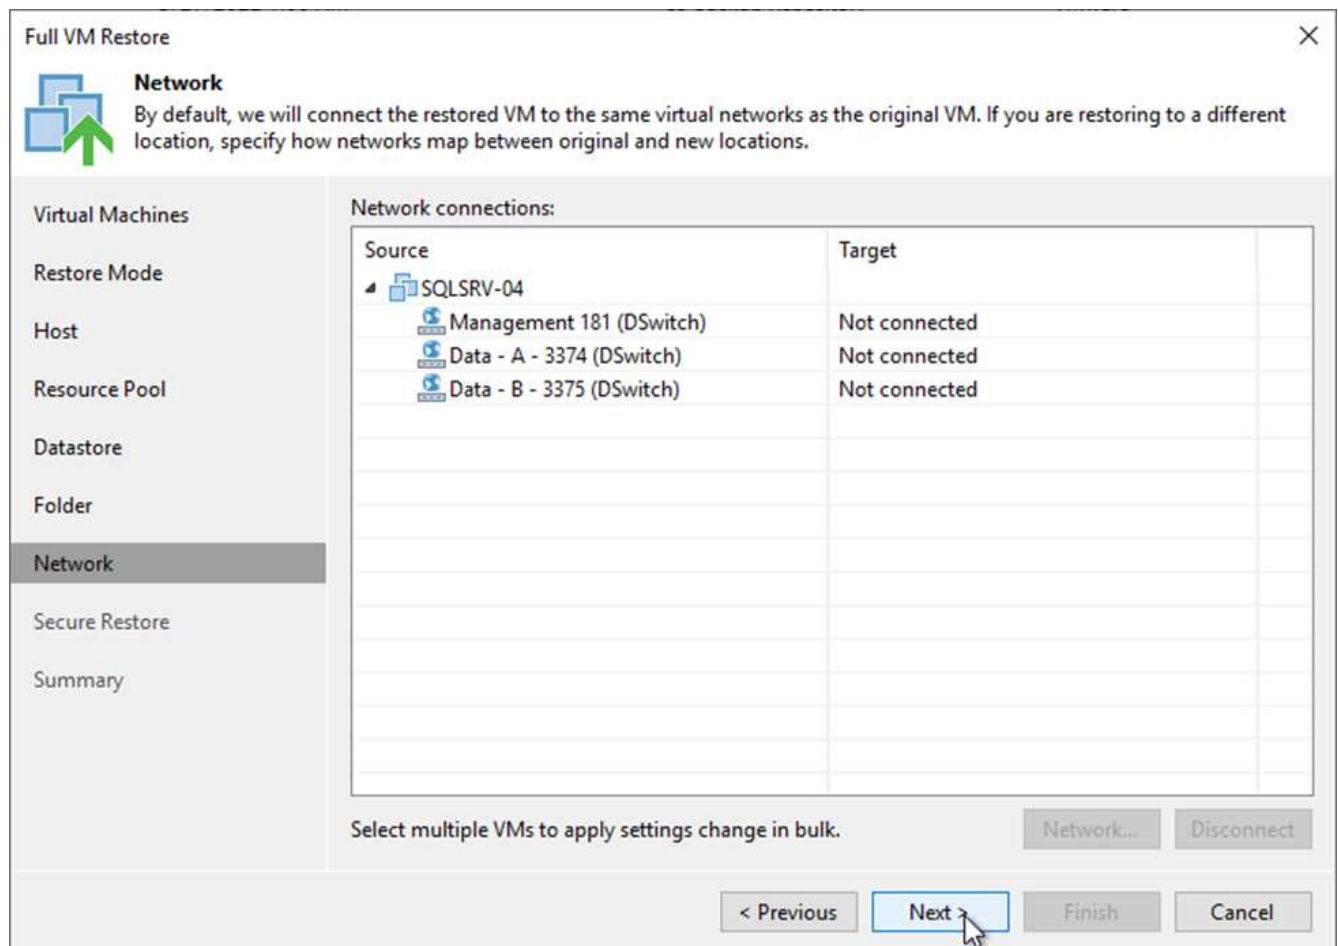 Full VM Restore
Network
By default, we will connect the restored VM to the same virtual networks as the original VM. If you are restoring to a different
location, specify how networks map between original and new locations.
Virtual Machines
Restore Mode
Host
Resource Pool
Datastore
Folder
Network
Secure Restore
Summary
Network connections:
Source Target
SQLSRV-04
Management 181 (DSwitch) Not connected
Data - A - 3374 (DSwitch) Not connected
Data - B - 3375 (DSwitch) Not connected
Select multiple VMs to apply settings change in bulk.
Network... Disconnect
< Previous Next > Finish Cancel